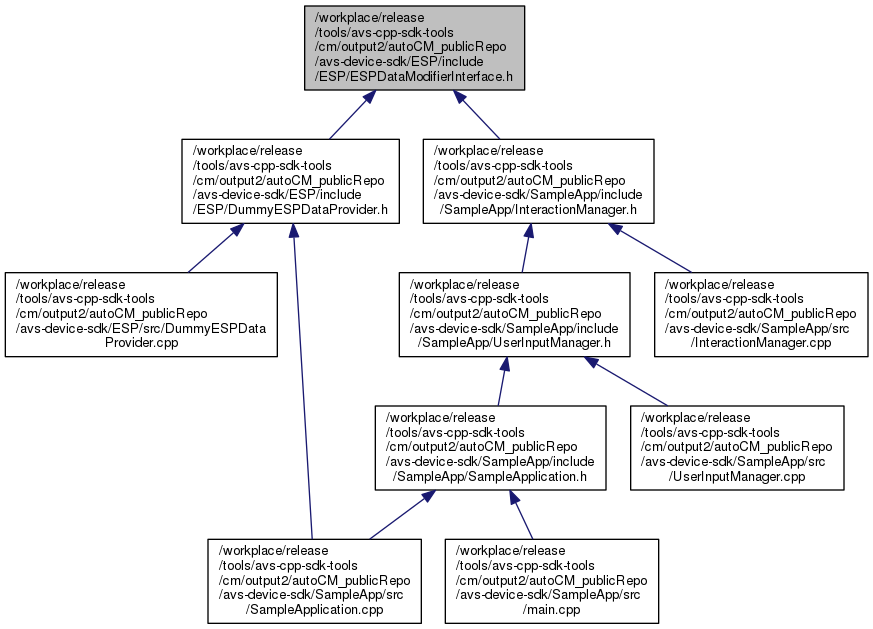 /workplace/release
/tools/avs-cpp-sdk-tools
/cm/output2/autoCM_publicRepo
/avs-device-sdk/ESP/include
/ESP/ESPDataModifierInterface.h
/workplace/release
/tools/avs-cpp-sdk-tools
/cm/output2/autoCM_publicRepo
/avs-device-sdk/ESP/include
/ESP/DummyESPDataProvider.h
/workplace/release
/tools/avs-cpp-sdk-tools
/cm/output2/autoCM_publicRepo
/avs-device-sdk/SampleApp/include
/SampleApp/InteractionManager.h
/workplace/release
/tools/avs-cpp-sdk-tools
/cm/output2/autoCM_publicRepo
/avs-device-sdk/ESP/src/DummyESPData
Provider.cpp
/workplace/release
/tools/avs-cpp-sdk-tools
/cm/output2/autoCM_publicRepo
/avs-device-sdk/SampleApp/include
/SampleApp/UserInputManager.h
/workplace/release
/tools/avs-cpp-sdk-tools
/cm/output2/autoCM_publicRepo
/avs-device-sdk/SampleApp/src
/InteractionManager.cpp
/workplace/release
/tools/avs-cpp-sdk-tools
/cm/output2/autoCM_publicRepo
/avs-device-sdk/SampleApp/include
/SampleApp/SampleApplication.h
/workplace/release
/tools/avs-cpp-sdk-tools
/cm/output2/autoCM_publicRepo
/avs-device-sdk/SampleApp/src
/UserInputManager.cpp
/workplace/release
/tools/avs-cpp-sdk-tools
/cm/output2/autoCM_publicRepo
/avs-device-sdk/SampleApp/src
/SampleApplication.cpp
/workplace/release
/tools/avs-cpp-sdk-tools
/cm/output2/autoCM_publicRepo
/avs-device-sdk/SampleApp/src
/main.cpp